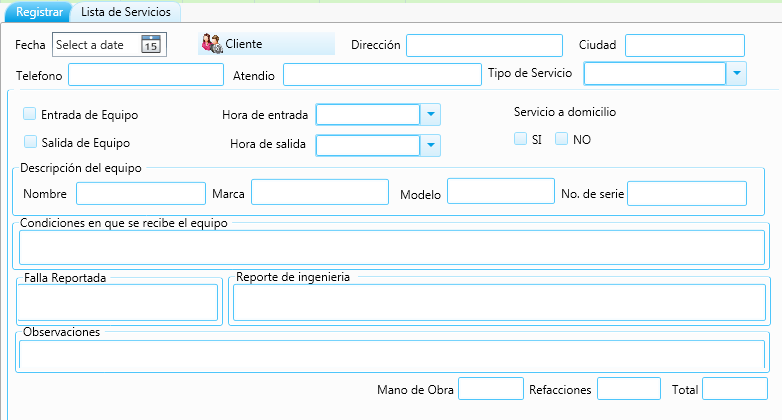 Registrar Lista de Servicios
Fecha Select a date 15 Cliente Dirección Ciudad
Telefono Atendio Tipo de Servicio
Entrada de Equipo Hora de entrada Servicio a domicilio
Salida de Equipo Hora de salida SI NO
Descripción del equipo
Nombre Marca Modelo No. de serie
Condiciones en que se recibe el equipo
Falla Reportada Reporte de ingenieria
Observaciones
Mano de Obra Refacciones Total